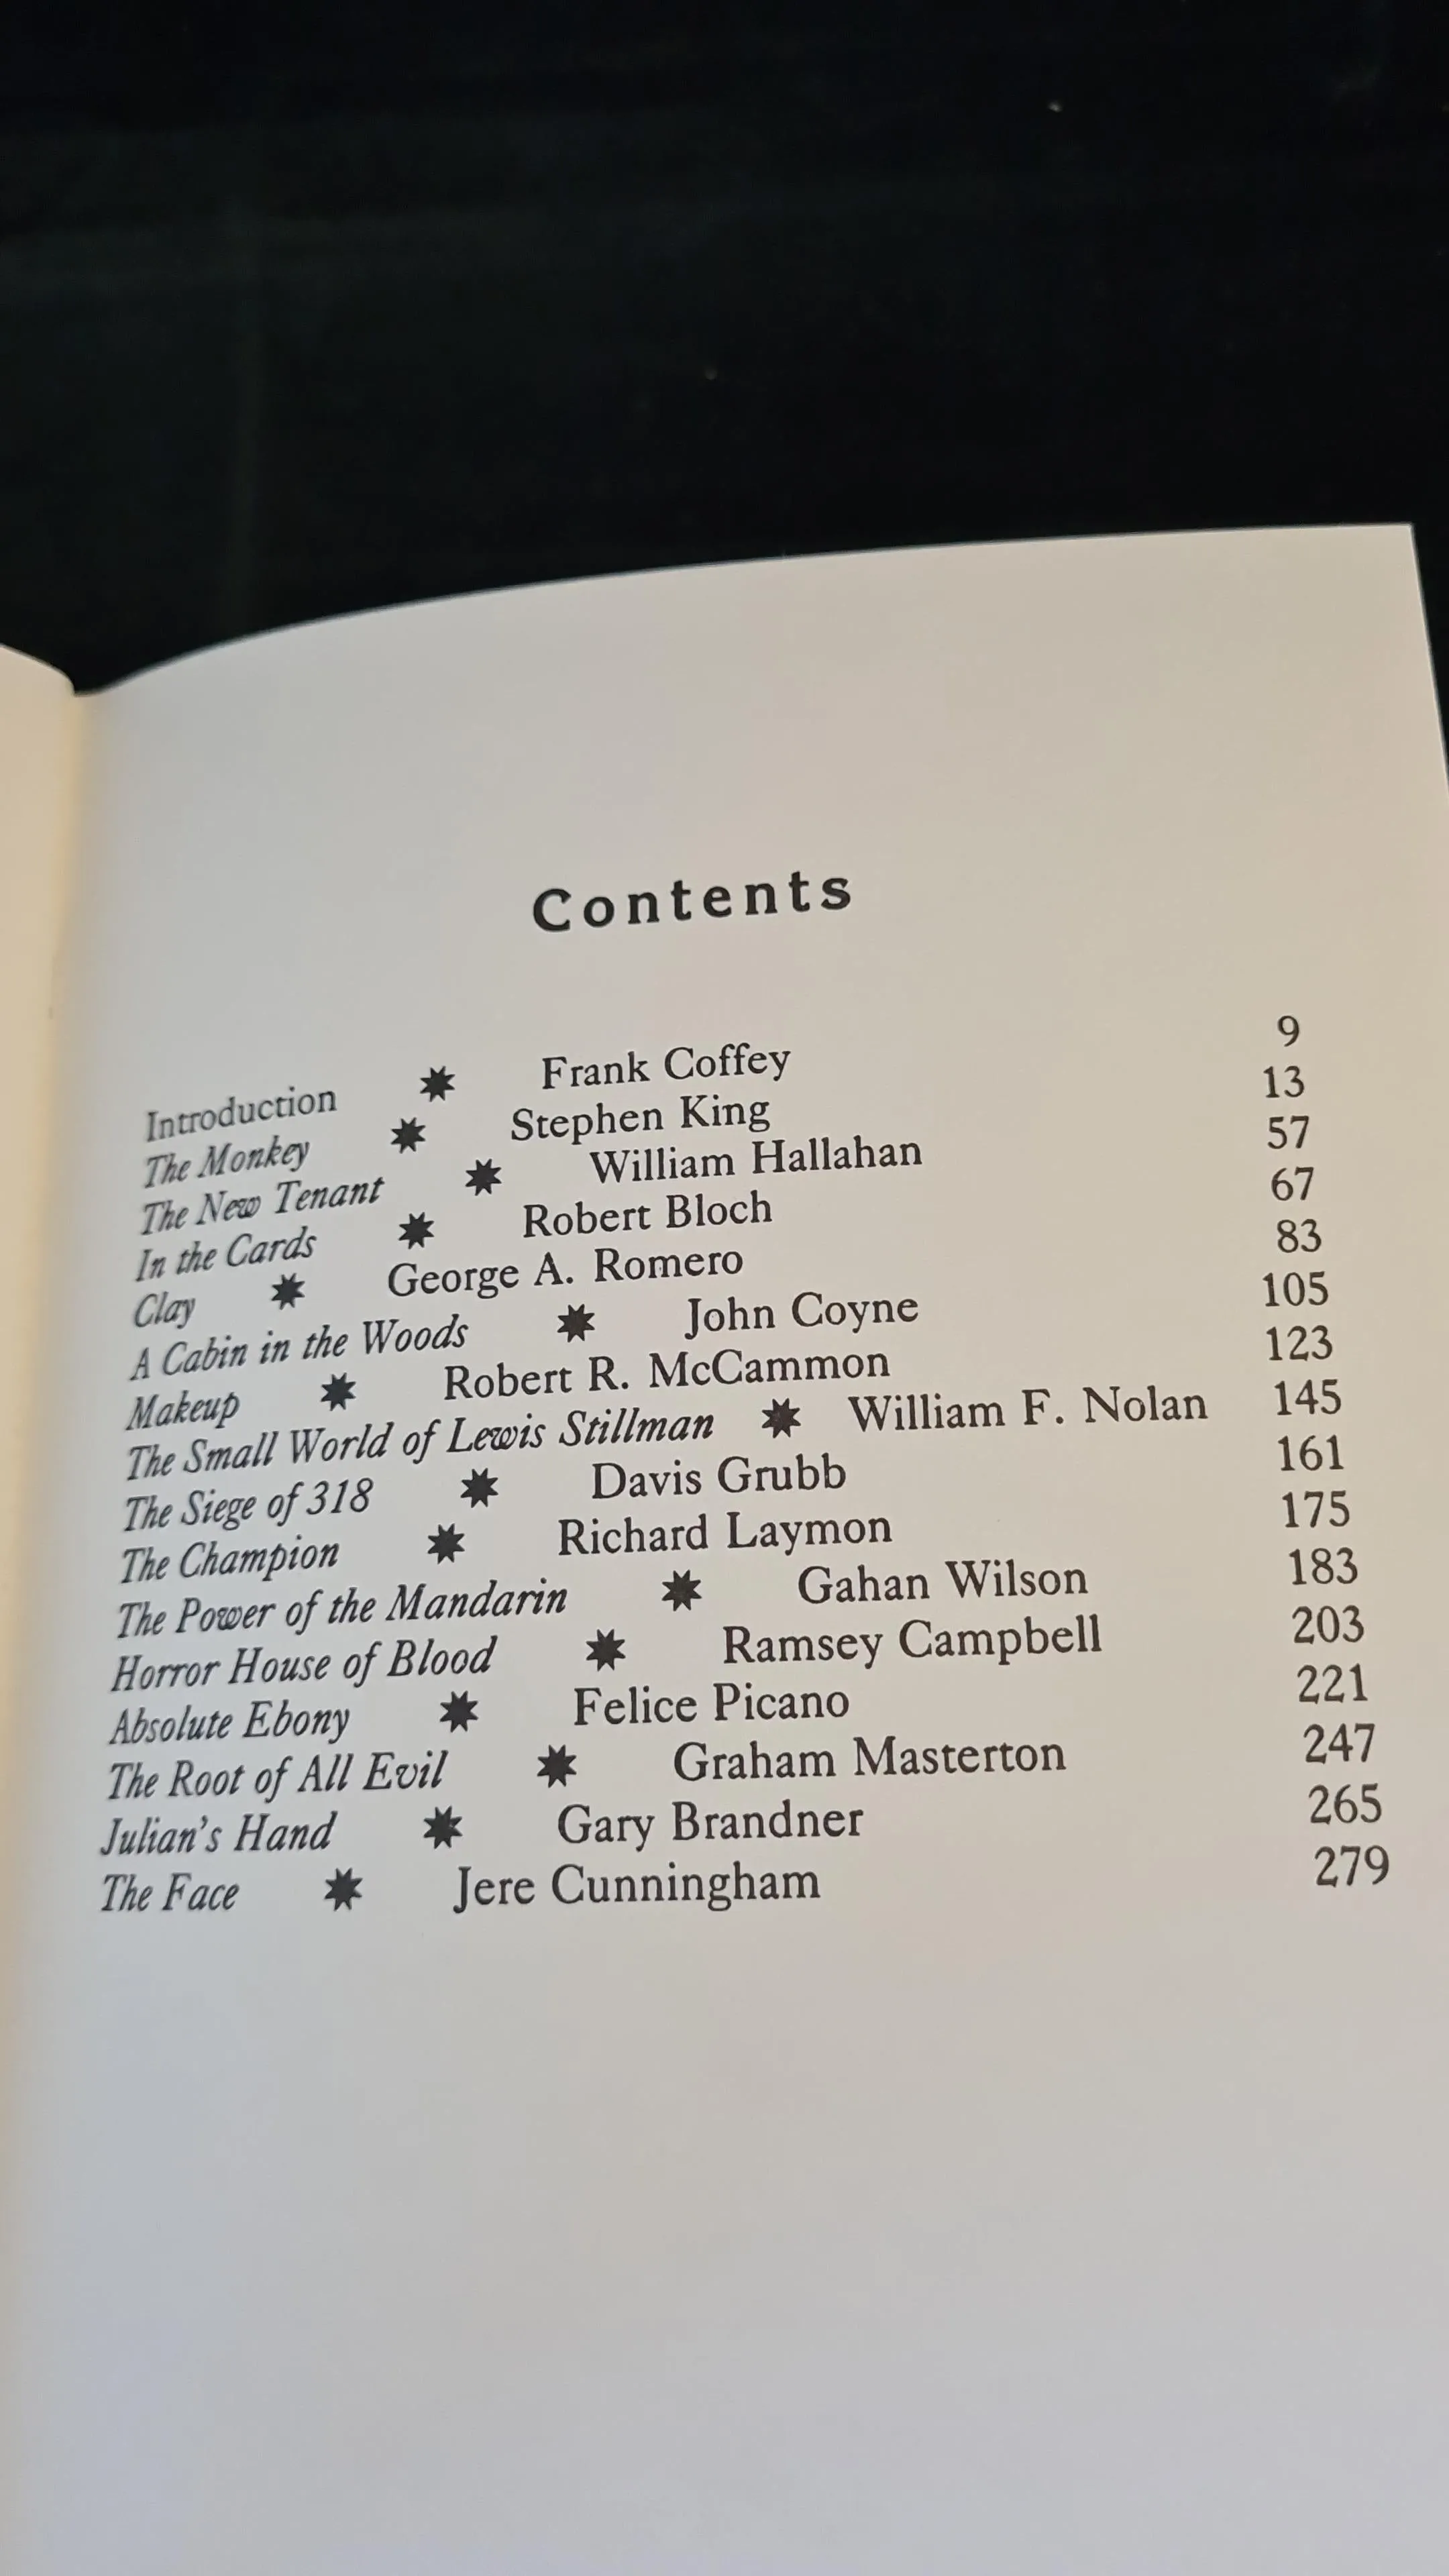 Contents
Introduction ✷ Frank Coffey 9
The Monkey ✷ Stephen King 13
The New Tenant ✷ William Hallahan 57
In the Cards ✷ Robert Bloch 67
Clay ✷ George A. Romero 83
A Cabin in the Woods ✷ John Coyne 105
Makeup ✷ Robert R. McCammon 123
The Small World of Lewis Stillman ✷ William F. Nolan 145
The Siege of 318 ✷ Davis Grubb 161
The Champion ✷ Richard Laymon 175
The Power of the Mandarin ✷ Gahan Wilson 183
Horror House of Blood ✷ Ramsey Campbell 203
Absolute Ebony ✷ Felice Picano 221
The Root of All Evil ✷ Graham Masterton 247
Julian's Hand ✷ Gary Brandner 265
The Face ✷ Jere Cunningham 279